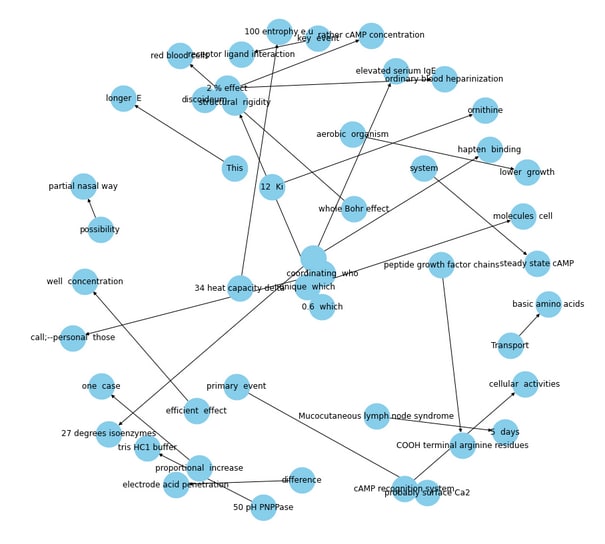 100 entrophy e.u
key  event
rather cAMP concentration
red blood cells
receptor ligand interaction
elevated serium IgE
ordinary blood heparinization
2 % effect
longer  E
discoideum
structural  rigidity
ornithine
aerobic  organism
hapten  binding
This
system
lower  growth
12  Ki
partial nasal way
whole Bohr effect
molecules  cell
possibility
peptide growth factor chains
steady state cAMP
coordinating  who
well  concentration
34 heat capacity delta
unique  which
basic amino acids
0.6  which
call;--personal  those
Transport
one  case
primary  event
cellular  activities
efficient  effect
Mucocutaneous lymph node syndrome
27 degrees isoenzymes
5  days
tris HC1 buffer
COOH terminal arginine residues
proportional  increase
electrode acid penetration
difference
cAMP recognition system
probably surface Ca2
50 pH PNPPase